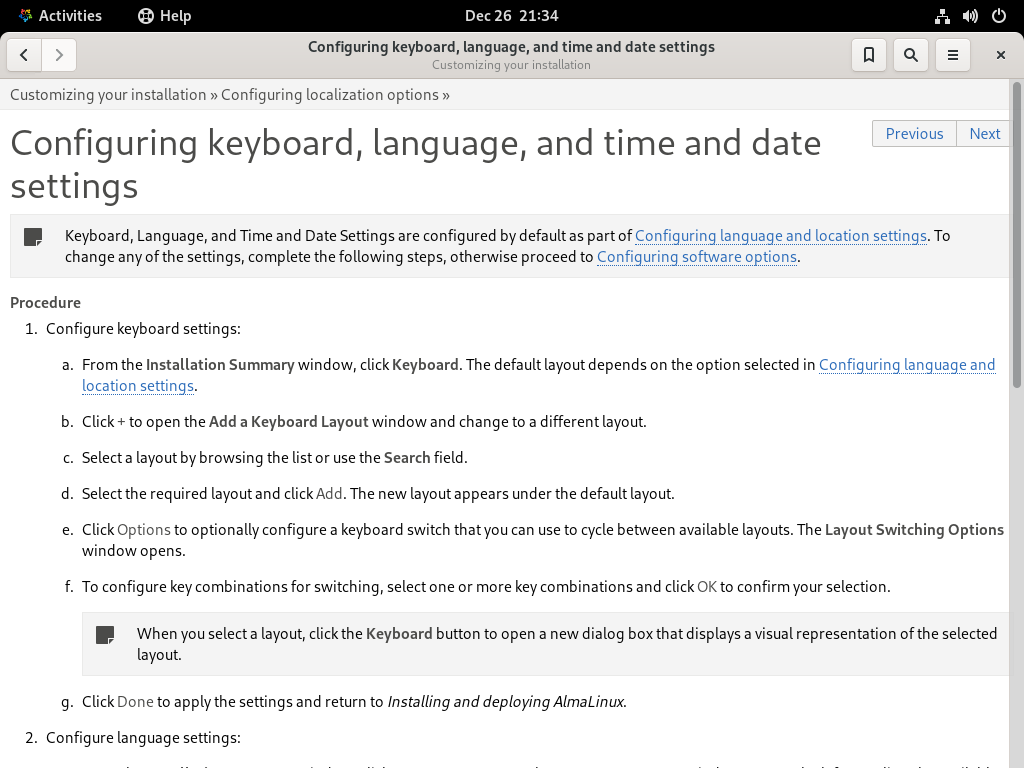 Activities Help Dec 26 21:34
Configuring keyboard, language, and time and date settings
Customizing your installation
Customizing your installation » Configuring localization options »
Previous Next
Configuring keyboard, language, and time and date
settings
Keyboard, Language, and Time and Date Settings are configured by default as part of Configuring language and location settings. To
change any of the settings, complete the following steps, otherwise proceed to Configuring software options.
Procedure
1. Configure keyboard settings:
a. From the Installation Summary window, click Keyboard. The default layout depends on the option selected in Configuring language and
location settings.
b. Click + to open the Add a Keyboard Layout window and change to a different layout.
c. Select a layout by browsing the list or use the Search field.
d. Select the required layout and click Add. The new layout appears under the default layout.
e. Click Options to optionally configure a keyboard switch that you can use to cycle between available layouts. The Layout Switching Options
window opens.
f. To configure key combinations for switching, select one or more key combinations and click OK to confirm your selection.
When you select a layout, click the Keyboard button to open a new dialog box that displays a visual representation of the selected
layout.
g. Click Done to apply the settings and return to Installing and deploying AlmaLinux.
2. Configure language settings: